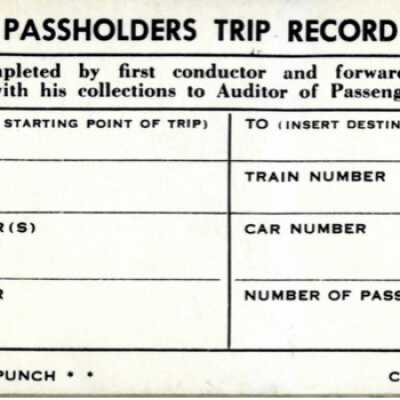 PASSHOLDERS TRIP RECORD
mpleted by first conductor and forwarde
with his collections to Auditor of Passeng
STARTING POINT OF TRIP)
TO (INSERT DESTIN
TRAIN NUMBER
R(S)
CAR NUMBER
R
NUMBER OF PASS
PUNCH * *
C